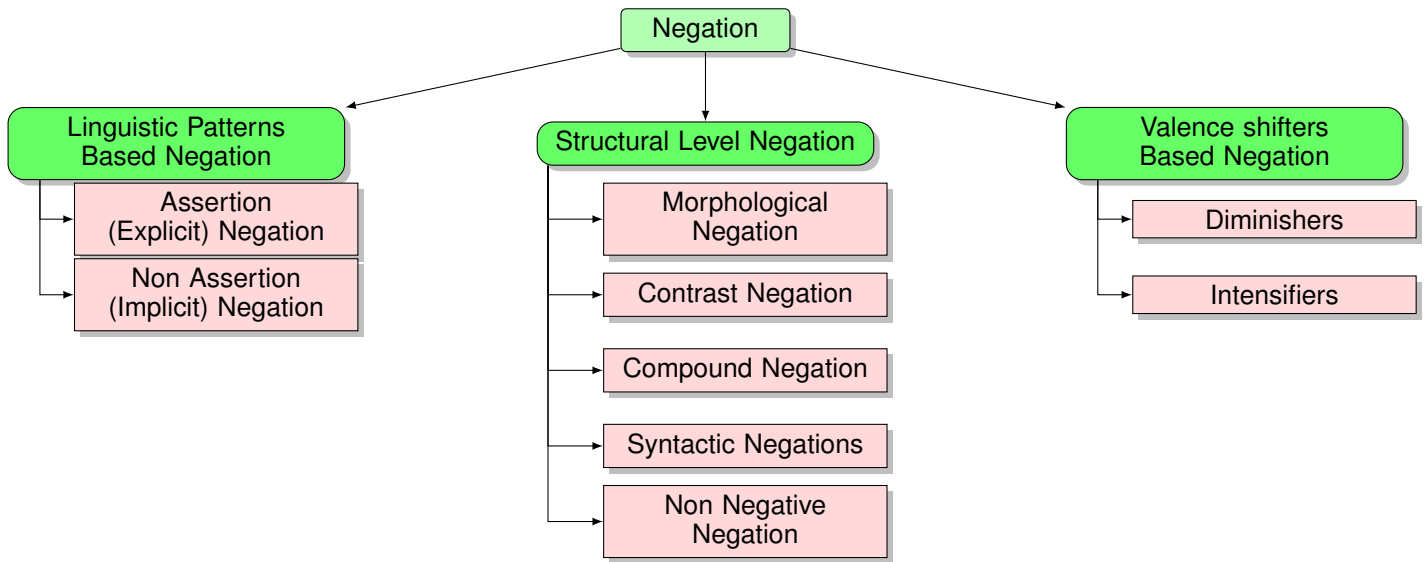 Negation
Linguistic Patterns
Based Negation
Assertion
(Explicit) Negation
Non Assertion
(Implicit) Negation
Structural Level Negation
Morphological
Negation
Contrast Negation
Compound Negation
Syntactic Negations
Non Negative
Negation
Valence shifters
Based Negation
Diminishers
Intensifiers